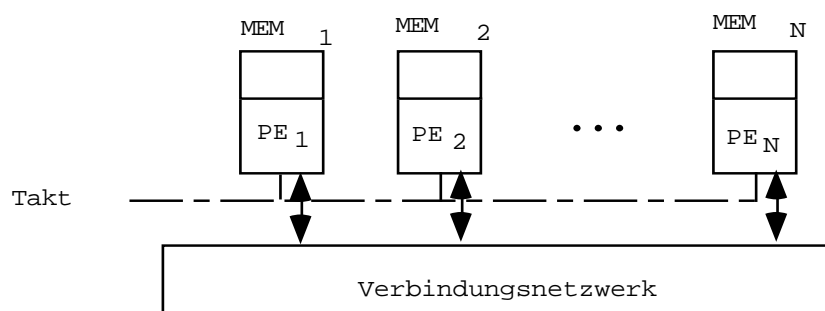 MEM 1 MEM 2 MEM N
PE 1 PE 2 ... PE N
Takt
Verbindungsnetzwerk